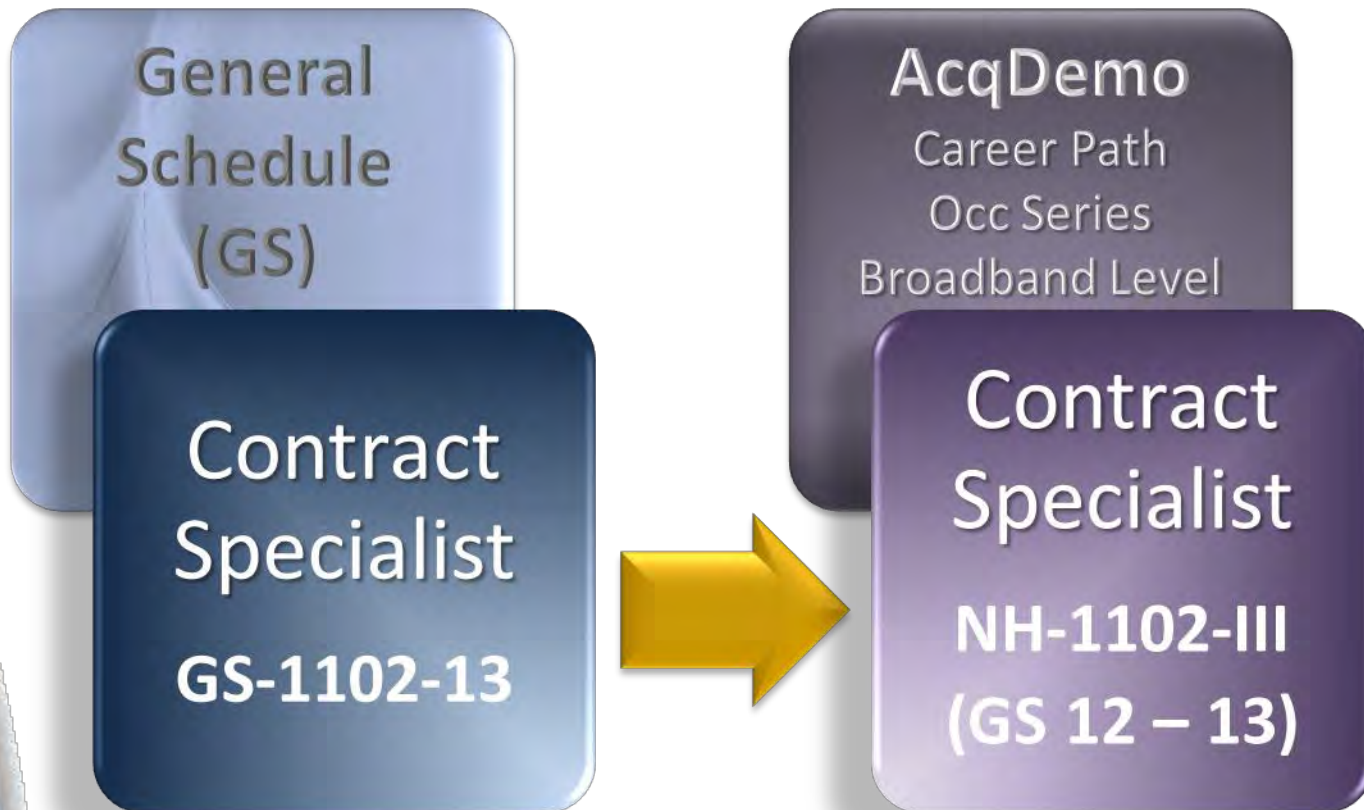 General
Schedule
(GS)
Contract
Specialist
GS-1102-13
AcqDemo
Career Path
Occ Series
Broadband Level
Contract
Specialist
NH-1102-III
(GS 12 – 13)